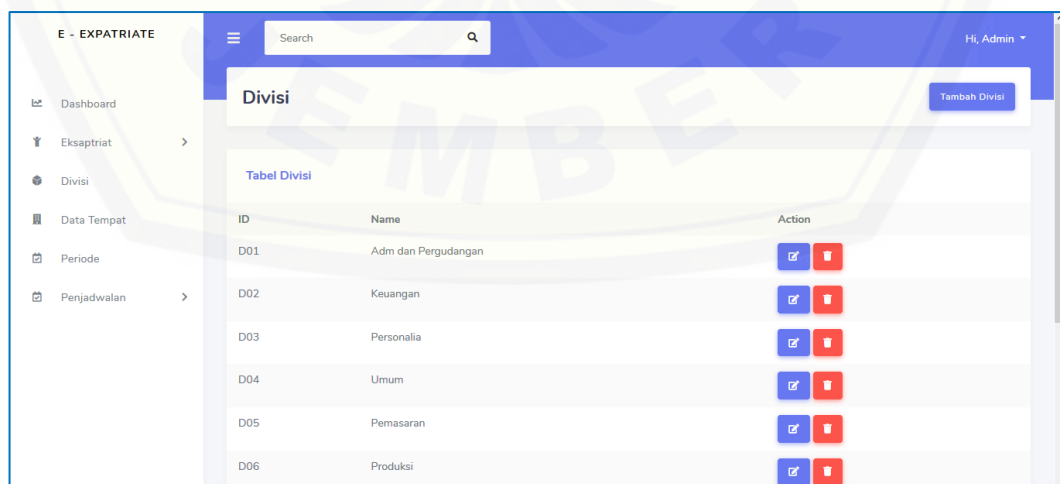 E - EXPATRIATE
Search
Hi, Admin
Dashboard
Eksaptriat
Divisi
Data Tempat
Periode
Penjadwalan
Divisi
Tambah Divisi
Tabel Divisi
ID Name Action
D01 Adm dan Pergudangan
D02 Keuangan
D03 Personalia
D04 Umum
D05 Pemasaran
D06 Produksi
EMBER